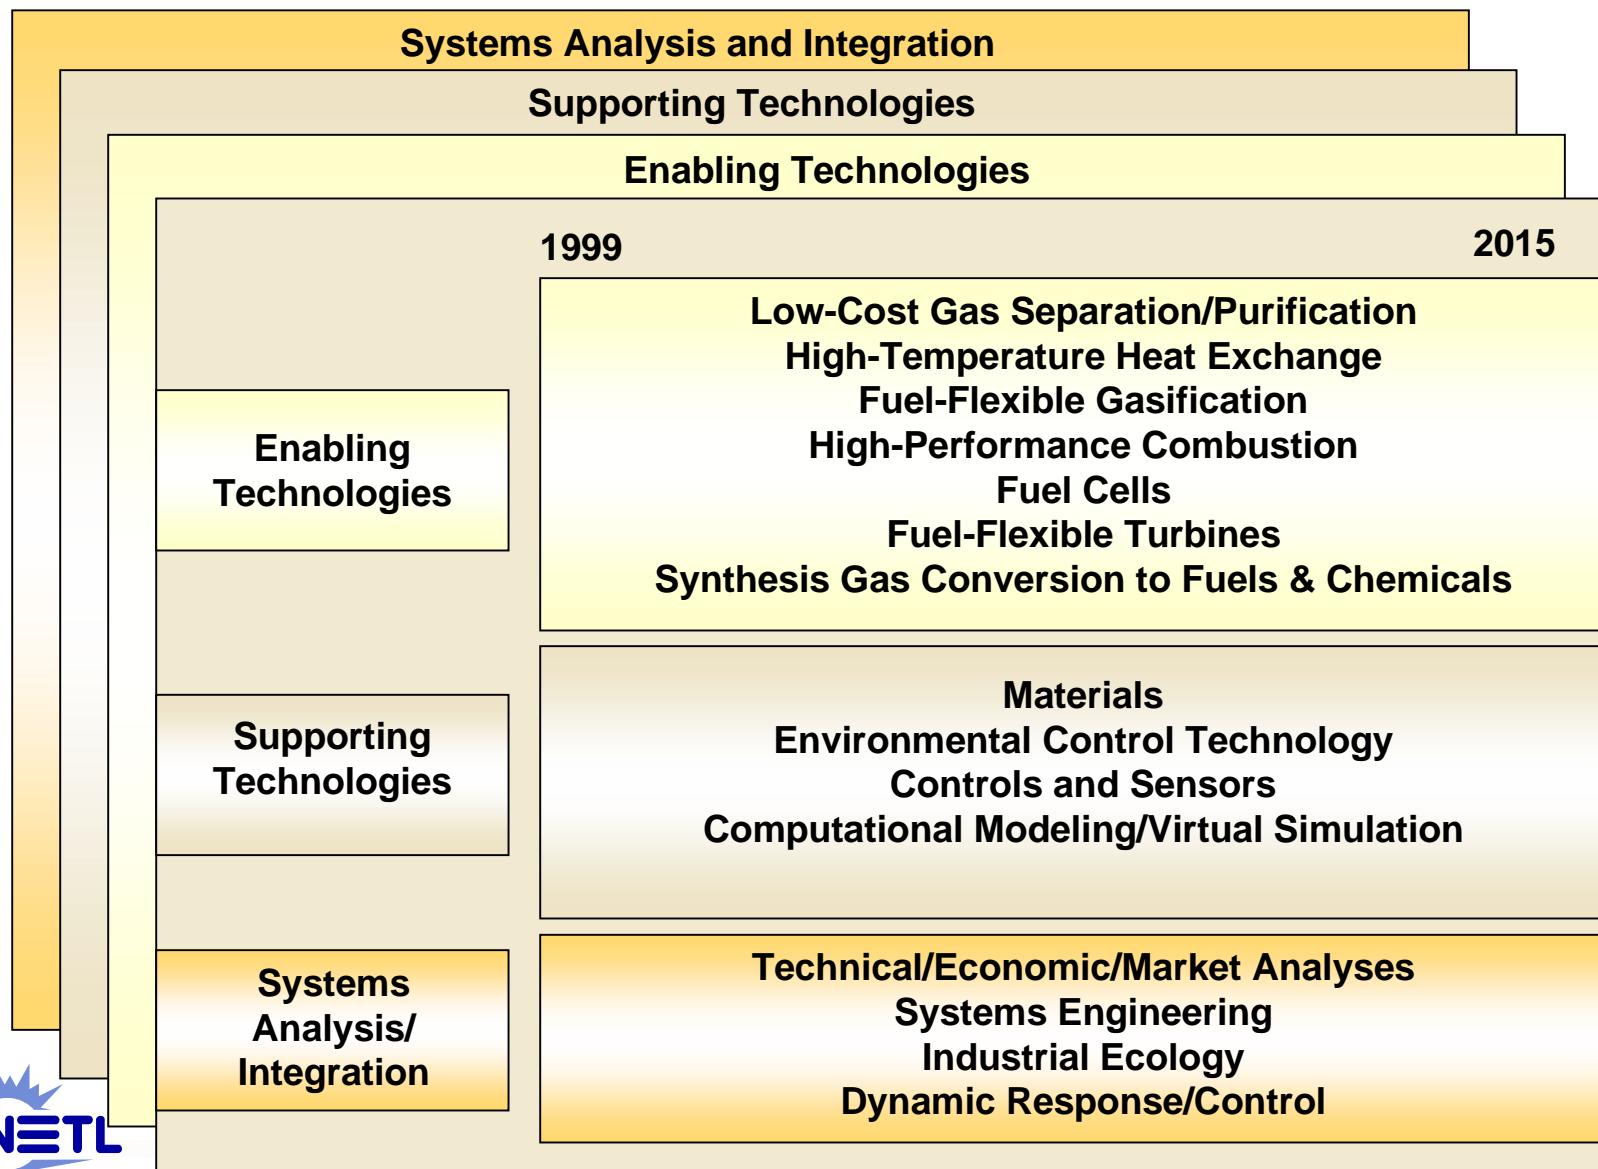 Systems Analysis and Integration
Supporting Technologies
Enabling Technologies
1999
2015
Enabling
Technologies
Low-Cost Gas Separation/Purification
High-Temperature Heat Exchange
Fuel-Flexible Gasification
High-Performance Combustion
Fuel Cells
Fuel-Flexible Turbines
Synthesis Gas Conversion to Fuels & Chemicals
Supporting
Technologies
Materials
Environmental Control Technology
Controls and Sensors
Computational Modeling/Virtual Simulation
Systems
Analysis/
Integration
Technical/Economic/Market Analyses
Systems Engineering
Industrial Ecology
Dynamic Response/Control
NETL